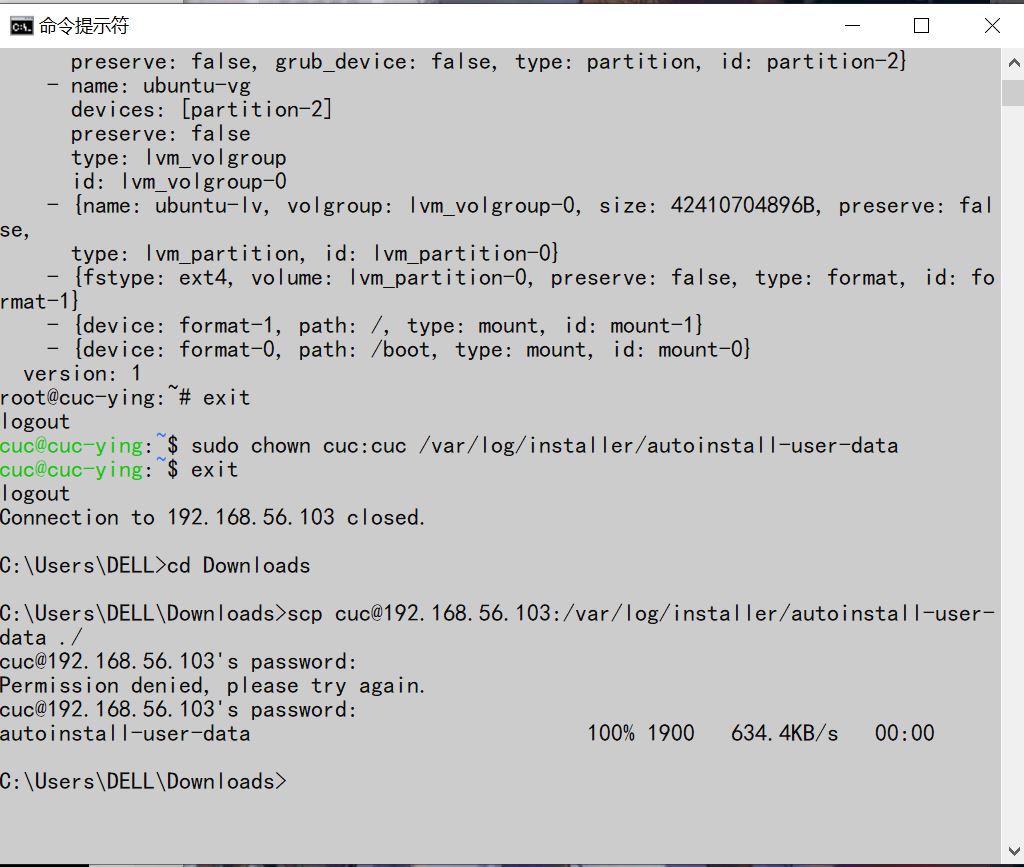 命令提示符
preserve: false, grub_device: false, type: partition, id: partition-2}
- name: ubuntu-vg
devices: [partition-2]
preserve: false
type: lvm_volgroup
id: lvm_volgroup-0
- {name: ubuntu-lv, volgroup: lvm_volgroup-0, size: 42410704896B, preserve: fal
se,
type: lvm_partition, id: lvm_partition-0}
- {fstype: ext4, volume: lvm_partition-0, preserve: false, type: format, id: fo
rmat-1}
- {device: format-1, path: /, type: mount, id: mount-1}
- {device: format-0, path: /boot, type: mount, id: mount-0}
version: 1
root@cuc-ying:~# exit
logout
cuc@cuc-ying:~$ sudo chown cuc:cuc /var/log/installer/autoinstall-user-data
cuc@cuc-ying:~$ exit
logout
Connection to 192.168.56.103 closed.
C:\Users\DELL>cd Downloads
C:\Users\DELL\Downloads>scp cuc@192.168.56.103:/var/log/installer/autoinstall-user-
data ./
cuc@192.168.56.103's password:
Permission denied, please try again.
cuc@192.168.56.103's password:
autoinstall-user-data 100% 1900 634.4KB/s 00:00
C:\Users\DELL\Downloads>